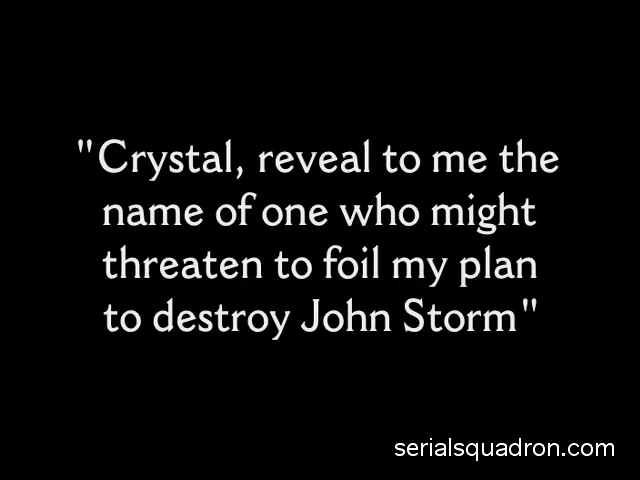 "Crystal, reveal to me the
name of one who might
threaten to foil my plan
to destroy John Storm"
serialsquadron.com